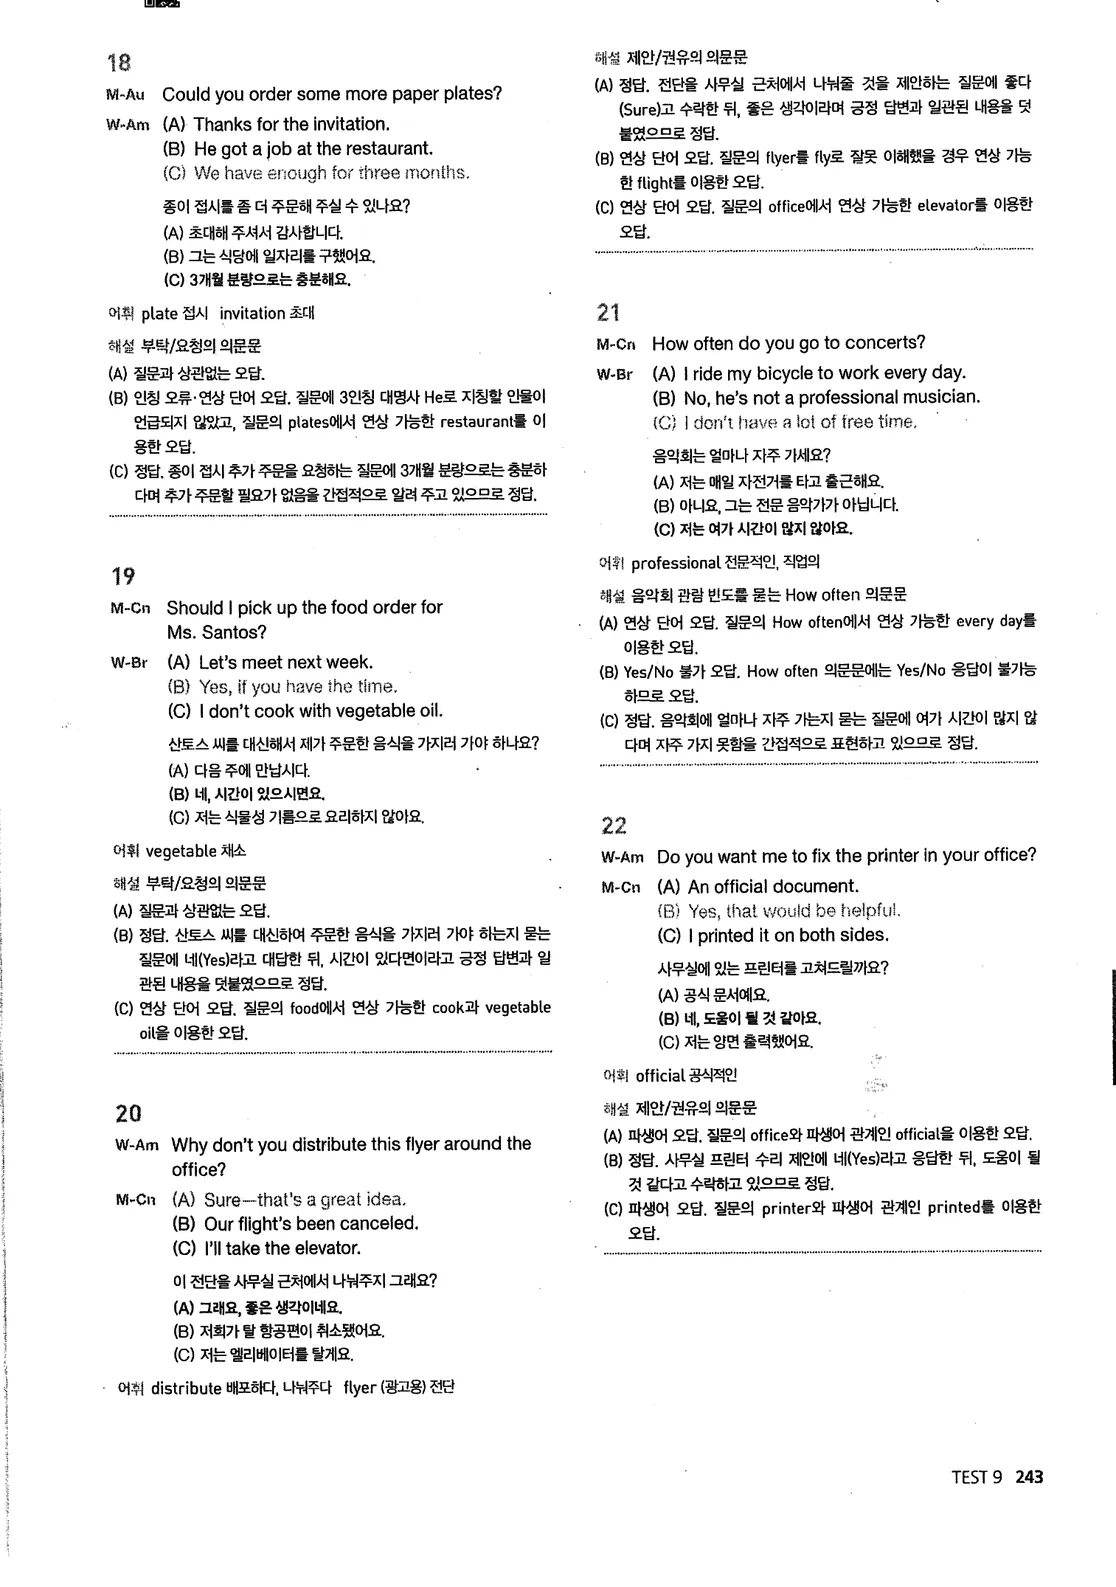 18
M-Au Could you order some more paper plates?
W-Am (A) Thanks for the invitation.
(B) He got a job at the restaurant.
(C) We have enough for three months.
종이 접시를 좀 더 주문해 주실 수 있나요?
(A) 초대해 주셔서 감사합니다.
(B) 그는 식당에 일자리를 구했어요.
(C) 3개월 분량으로는 충분해요.
어휘 plate 접시 invitation 초대
해설 부탁/요청의 의문문
(A) 질문과 상관없는 오답.
(B) 인칭 오류·연상 단어 오답. 질문에 3인칭 대명사 He로 지칭할 인물이
언급되지 않았고, 질문의 plates에서 연상 가능한 restaurant를 이
용한 오답.
(C) 정답. 종이 접시 추가 주문을 요청하는 질문에 3개월 분량으로는 충분하
다며 추가 주문할 필요가 없음을 간접적으로 알려 주고 있으므로 정답.
19
M-Cn Should I pick up the food order for
Ms. Santos?
W-Br (A) Let's meet next week.
(B) Yes, if you have the time.
(C) I don't cook with vegetable oil.
산토스 씨를 대신해서 제가 주문한 음식을 가지러 가야 하나요?
(A) 다음 주에 만납시다.
(B) 네, 시간이 있으시면요.
(C) 저는 식물성 기름으로 요리하지 않아요.
어휘 vegetable 채소
해설 부탁/요청의 의문문
(A) 질문과 상관없는 오답.
(B) 정답. 산토스 씨를 대신하여 주문한 음식을 가지러 가야 하는지 묻는
질문에 네(Yes)라고 대답한 뒤, 시간이 있다면이라고 긍정 답변과 일
관된 내용을 덧붙였으므로 정답.
(C) 연상 단어 오답. 질문의 food에서 연상 가능한 cook과 vegetable
oil을 이용한 오답.
20
W-Am Why don't you distribute this flyer around the
office?
M-Cn (A) Sure—that's a great idea.
(B) Our flight's been canceled.
(C) I'll take the elevator.
이 전단을 사무실 근처에서 나눠주지 그래요?
(A) 그래요, 좋은 생각이네요.
(B) 저희가 탈 항공편이 취소됐어요.
(C) 저는 엘리베이터를 탈게요.
어휘 distribute 배포하다, 나눠주다 flyer (광고용) 전단
해설 제안/권유의 의문문
(A) 정답. 전단을 사무실 근처에서 나눠줄 것을 제안하는 질문에 좋다
(Sure)고 수락한 뒤, 좋은 생각이라며 긍정 답변과 일관된 내용을 덧
붙였으므로 정답.
(B) 연상 단어 오답. 질문의 flyer를 fly로 잘못 이해했을 경우 연상 가능
한 flight를 이용한 오답.
(C) 연상 단어 오답. 질문의 office에서 연상 가능한 elevator를 이용한
오답.
21
M-Cn How often do you go to concerts?
W-Br (A) I ride my bicycle to work every day.
(B) No, he's not a professional musician.
(C) I don't have a lot of free time.
음악회는 얼마나 자주 가세요?
(A) 저는 매일 자전거를 타고 출근해요.
(B) 아니요, 그는 전문 음악가가 아닙니다.
(C) 저는 여가 시간이 많지 않아요.
어휘 professional 전문적인, 직업의
해설 음악회 관람 빈도를 묻는 How often 의문문
(A) 연상 단어 오답. 질문의 How often에서 연상 가능한 every day를
이용한 오답.
(B) Yes/No 불가 오답. How often 의문문에는 Yes/No 응답이 불가능
하므로 오답.
(C) 정답. 음악회에 얼마나 자주 가는지 묻는 질문에 여가 시간이 많지 않
다며 자주 가지 못함을 간접적으로 표현하고 있으므로 정답.
22
W-Am Do you want me to fix the printer in your office?
M-Cn (A) An official document.
(B) Yes, that would be helpful.
(C) I printed it on both sides.
사무실에 있는 프린터를 고쳐드릴까요?
(A) 공식 문서예요.
(B) 네, 도움이 될 것 같아요.
(C) 저는 양면 출력했어요.
어휘 official 공식적인
해설 제안/권유의 의문문
(A) 파생어 오답. 질문의 office와 파생어 관계인 official을 이용한 오답.
(B) 정답. 사무실 프린터 수리 제안에 네(Yes)라고 응답한 뒤, 도움이 될
것 같다고 수락하고 있으므로 정답.
(C) 파생어 오답. 질문의 printer와 파생어 관계인 printed를 이용한
오답.
TEST 9 243